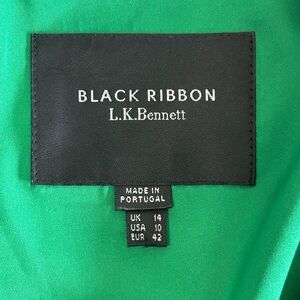 BLACK RIBBON
L.K.Bennett
MADE IN
PORTUGAL
UK 14
USA 10
EUR 42